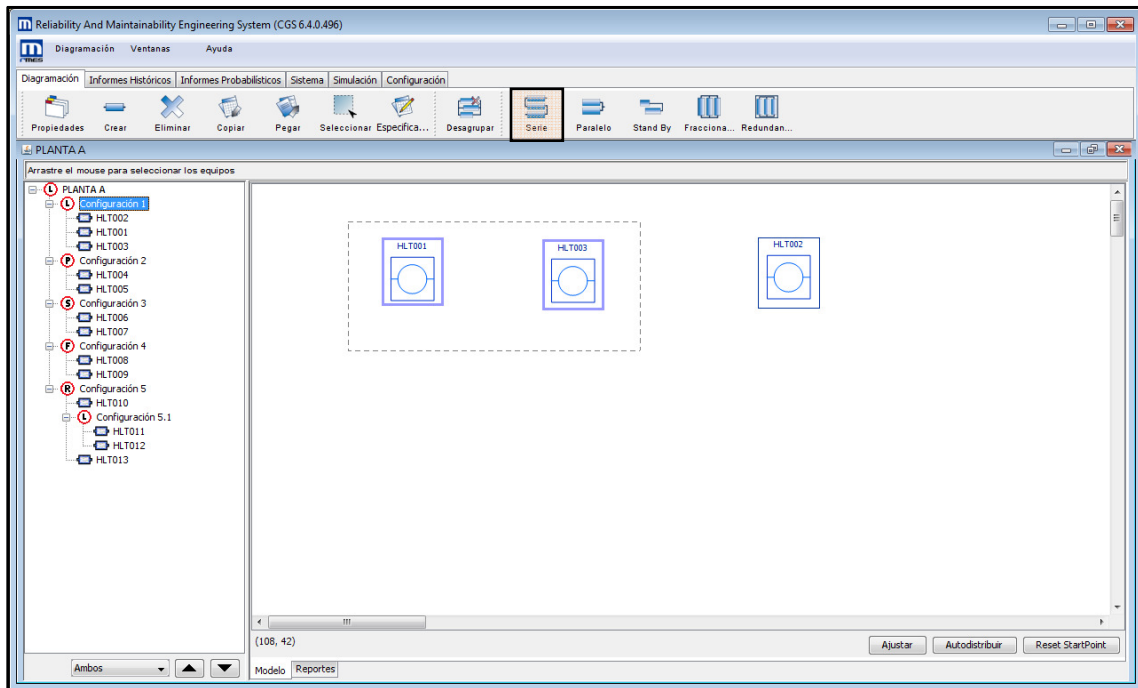 Reliability And Maintainability Engineering System (CGS 6.4.0.496)
Diagramación Ventanas Ayuda
Diagramación Informes Históricos Informes Probabilísticos Sistema Simulación Configuración
Propiedades Crear Eliminar Copiar Pegar Seleccionar Especifica... Desagrupar Serie Paralelo Stand By Fracciona... Redundan...
PLANTA A
Arrastre el mouse para seleccionar los equipos
L PLANTA A
L Configuración 1
HLT002
HLT001
HLT003
P Configuración 2
HLT004
HLT005
S Configuración 3
HLT006
HLT007
F Configuración 4
HLT008
HLT009
R Configuración 5
HLT010
L Configuración 5.1
HLT011
HLT012
HLT013
HLT001 HLT003 HLT002
(108, 42)
Ajustar Autodistribuir Reset StartPoint
Ambos
Modelo Reportes